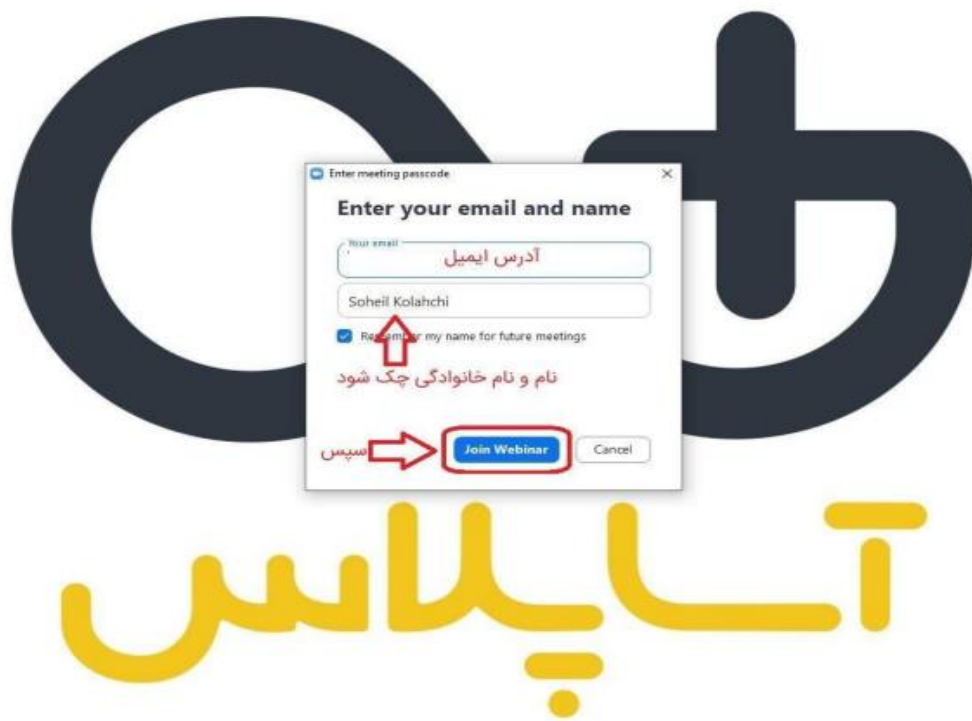 Enter meeting passcode
Enter your email and name
Your email
آدرس ایمیل
Soheil Kolahchi
Remember my name for future meetings
نام و نام خانوادگی چک شود
سپس
Join Webinar
Cancel
آپلاس